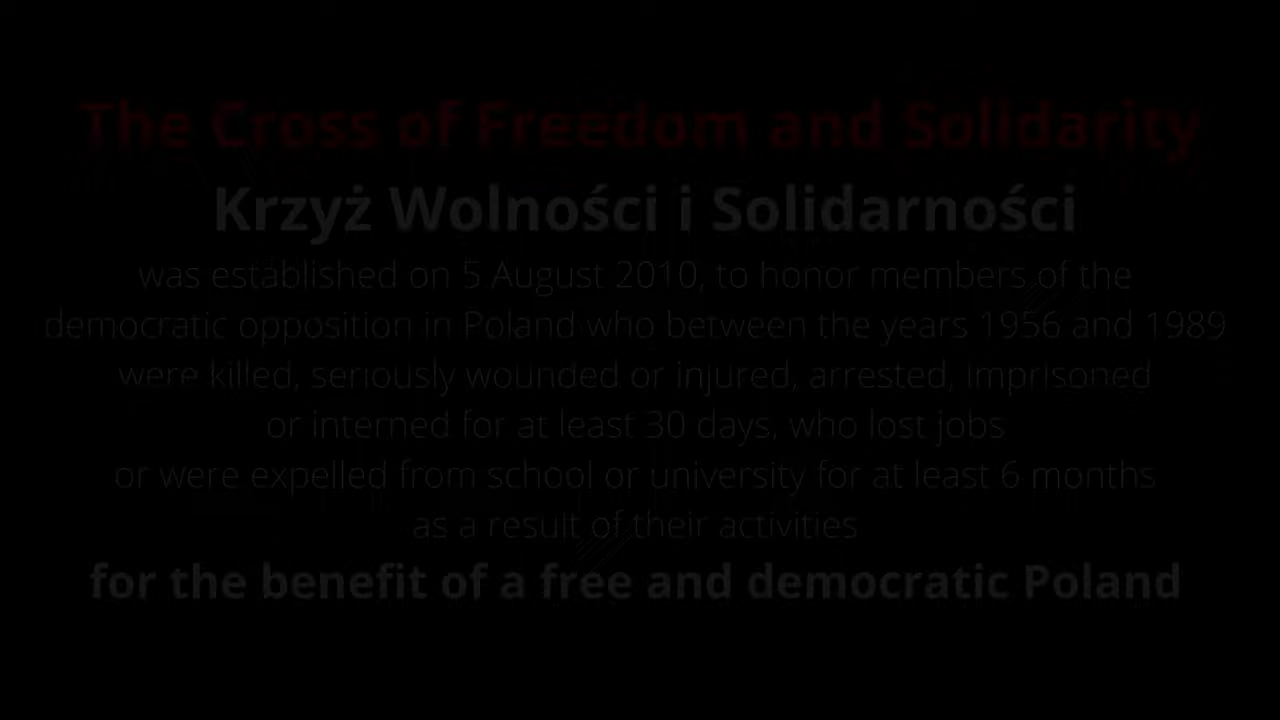 The Cross of Freedom and Solidarity
Krzyż Wolności i Solidarności
was established on 5 August 2010, to honor members of the
democratic opposition in Poland who between the years 1956 and 1989
were killed, seriously wounded or injured, arrested, imprisoned
or interned for at least 30 days, who lost jobs
or were expelled from school or university for at least 6 months
as a result of their activities
for the benefit of a free and democratic Poland